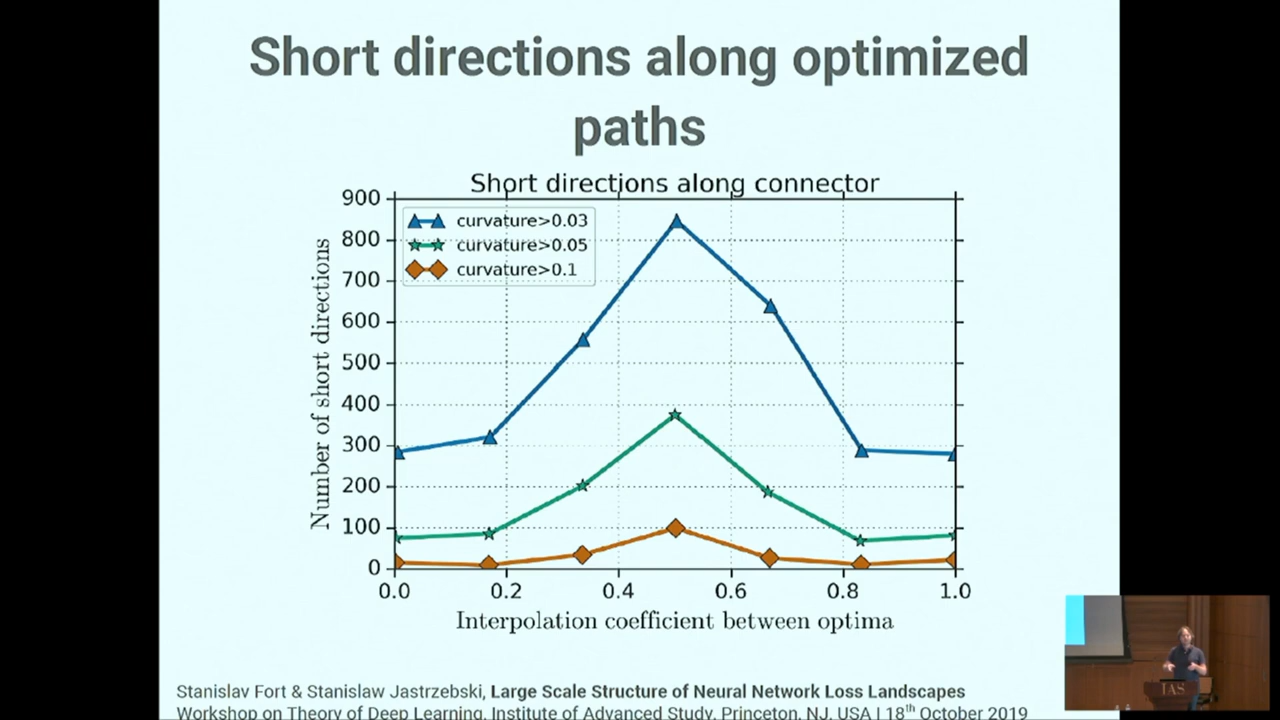 Short directions along optimized
paths
Short directions along connector
900
800
700
600
500
400
300
200
100
0
curvature>0.03
curvature>0.05
curvature>0.1
Number of short directions
0.0 0.2 0.4 0.6 0.8 1.0
Interpolation coefficient between optima
Stanislav Fort & Stanislaw Jastrzebski, Large Scale Structure of Neural Network Loss Landscapes
Workshop on Theory of Deep Learning, Institute of Advanced Study, Princeton, NJ, USA | 18th October 2019
IAS